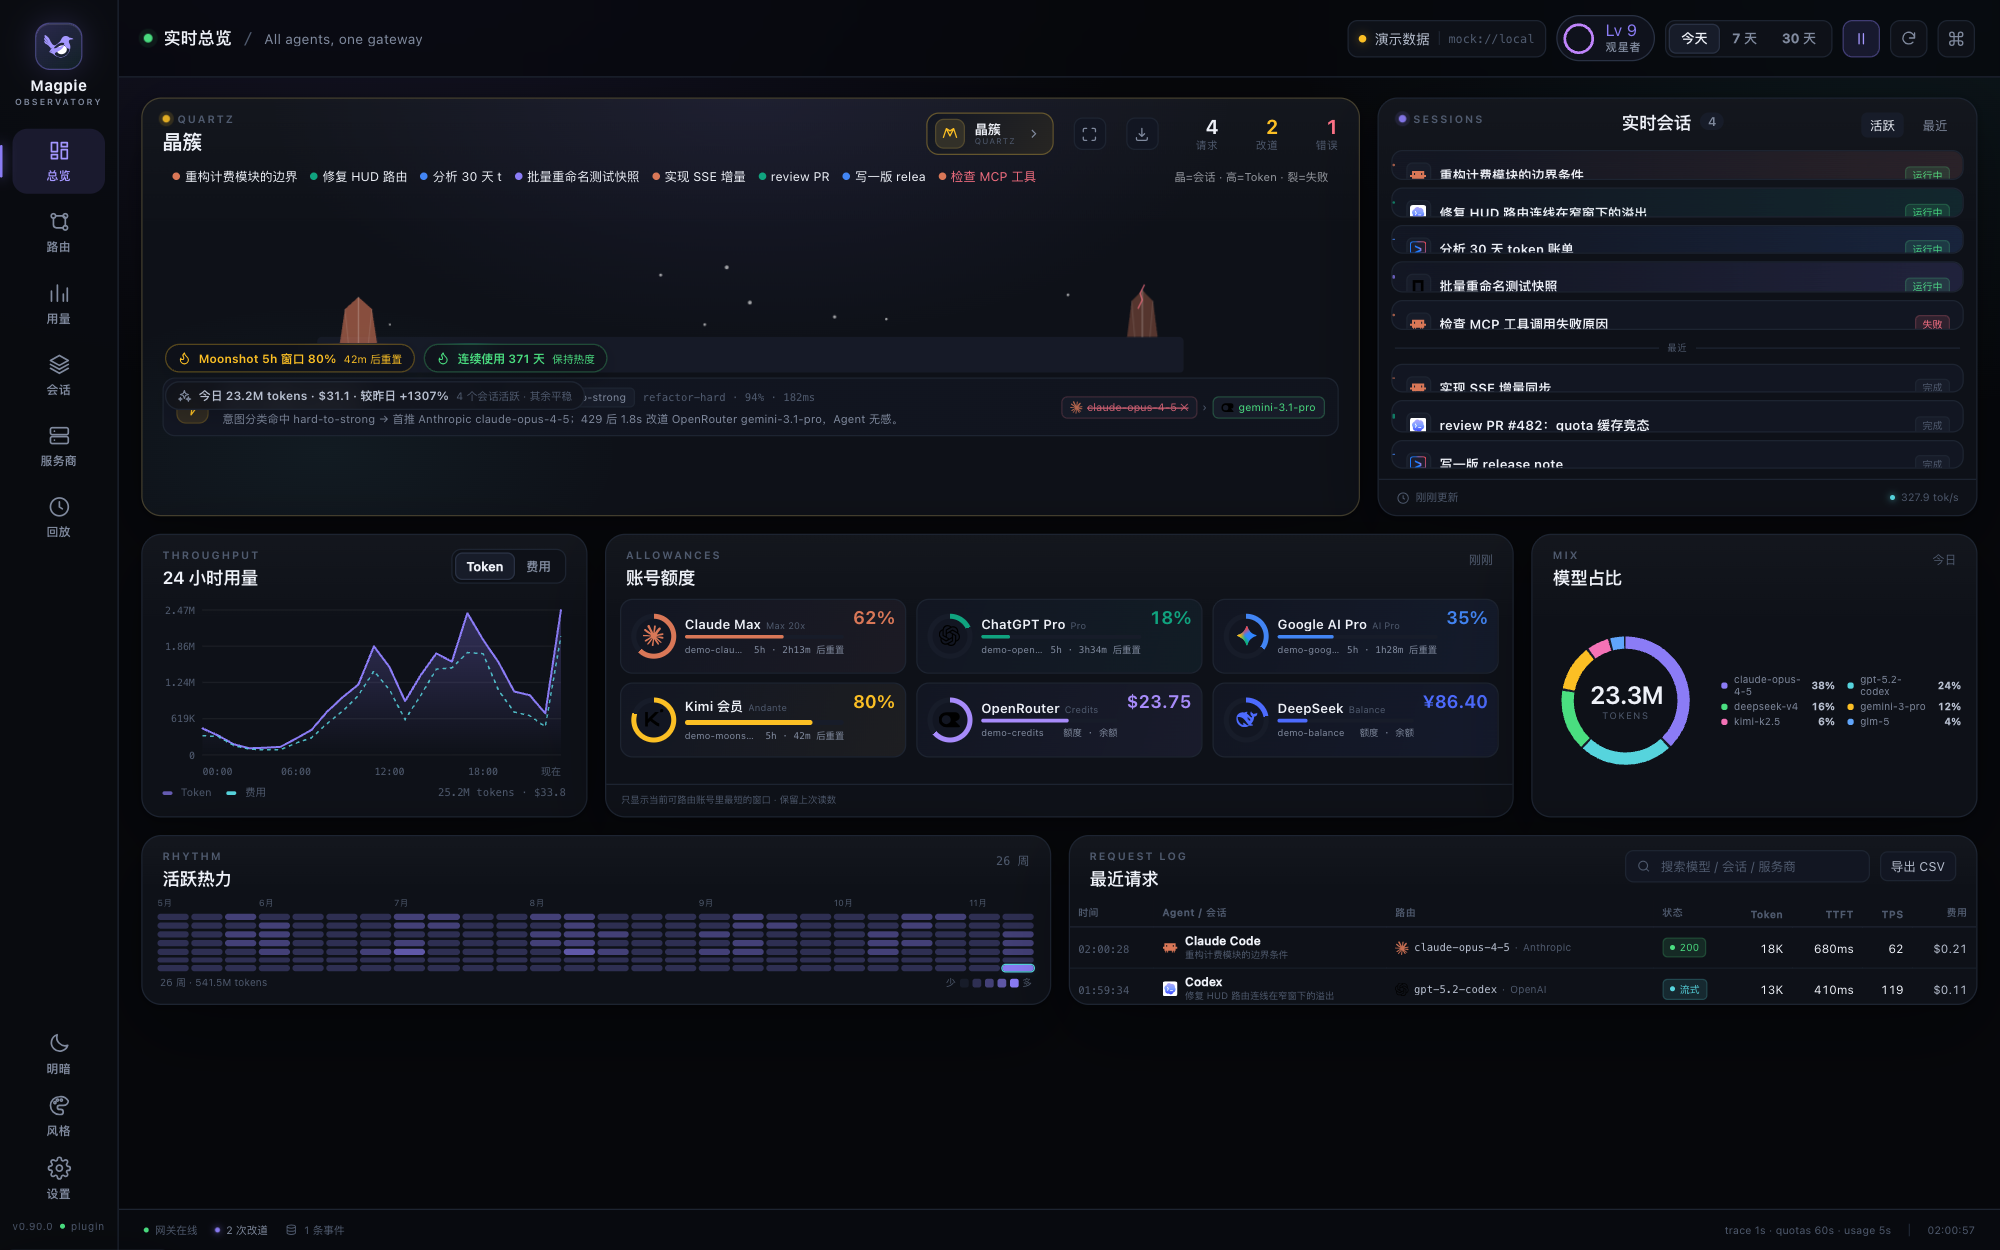 Magpie
OBSERVATORY
总览
路由
用量
会话
服务商
回放
明暗
风格
设置
v0.90.0 ● plugin
实时总览 / All agents, one gateway
演示数据 mock://local
Lv 9
观星者
今天 7 天 30 天
QUARTZ
晶簇
晶簇
QUARTZ
4 请求
2 改道
1 错误
重构计费模块的边界 修复 HUD 路由 分析 30 天 t 批量重命名测试快照 实现 SSE 增量 review PR 写一版 relea 检查 MCP 工具
晶=会话 · 高=Token · 裂=失败
Moonshot 5h 窗口 80% 42m 后重置
连续使用 371 天 保持热度
今日 23.2M tokens · $31.1 · 较昨日 +1307% 4 个会话活跃 · 其余平稳
-strong refactor-hard · 94% · 182ms
意图分类命中 hard-to-strong → 首推 Anthropic claude-opus-4-5；429 后 1.8s 改道 OpenRouter gemini-3.1-pro，Agent 无感。
claude-opus-4-5 ✕ › gemini-3.1-pro
SESSIONS
实时会话 4
活跃 最近
重构计费模块的边界条件 运行中
修复 HUD 路由连线在窄窗下的溢出 运行中
分析 30 天 token 账单 运行中
批量重命名测试快照 运行中
检查 MCP 工具调用失败原因 失败
最近
实现 SSE 增量同步 完成
review PR #482：quota 缓存竞态 完成
写一版 release note 完成
刚刚更新
327.9 tok/s
THROUGHPUT
24 小时用量
Token 费用
2.47M
1.86M
1.24M
619K
0
00:00 06:00 12:00 18:00 现在
Token 费用
25.2M tokens · $33.8
ALLOWANCES
账号额度
刚刚
Claude Max Max 20x 62%
demo-clau… 5h · 2h13m 后重置
ChatGPT Pro Pro 18%
demo-open… 5h · 3h34m 后重置
Google AI Pro AI Pro 35%
demo-goog… 5h · 1h28m 后重置
Kimi 会员 Andante 80%
demo-moons… 5h · 42m 后重置
OpenRouter Credits $23.75
demo-credits 额度 · 余额
DeepSeek Balance ¥86.40
demo-balance 额度 · 余额
只显示当前可路由账号里最短的窗口 · 保留上次读数
MIX
模型占比
今日
23.3M
TOKENS
claude-opus-4-5 38%
gpt-5.2-codex 24%
deepseek-v4 16%
gemini-3-pro 12%
kimi-k2.5 6%
glm-5 4%
RHYTHM
活跃热力
26 周
5月 6月 7月 8月 9月 10月 11月
26 周 · 541.5M tokens
少 多
REQUEST LOG
最近请求
搜索模型 / 会话 / 服务商
导出 CSV
时间 Agent / 会话 路由 状态 Token TTFT TPS 费用
02:00:28 Claude Code claude-opus-4-5 · Anthropic 200 18K 680ms 62 $0.21
重构计费模块的边界条件
01:59:34 Codex gpt-5.2-codex · OpenAI 流式 13K 410ms 119 $0.11
修复 HUD 路由连线在窄窗下的溢出
网关在线 2 次改道 1 条事件
trace 1s · quotas 60s · usage 5s
02:00:57